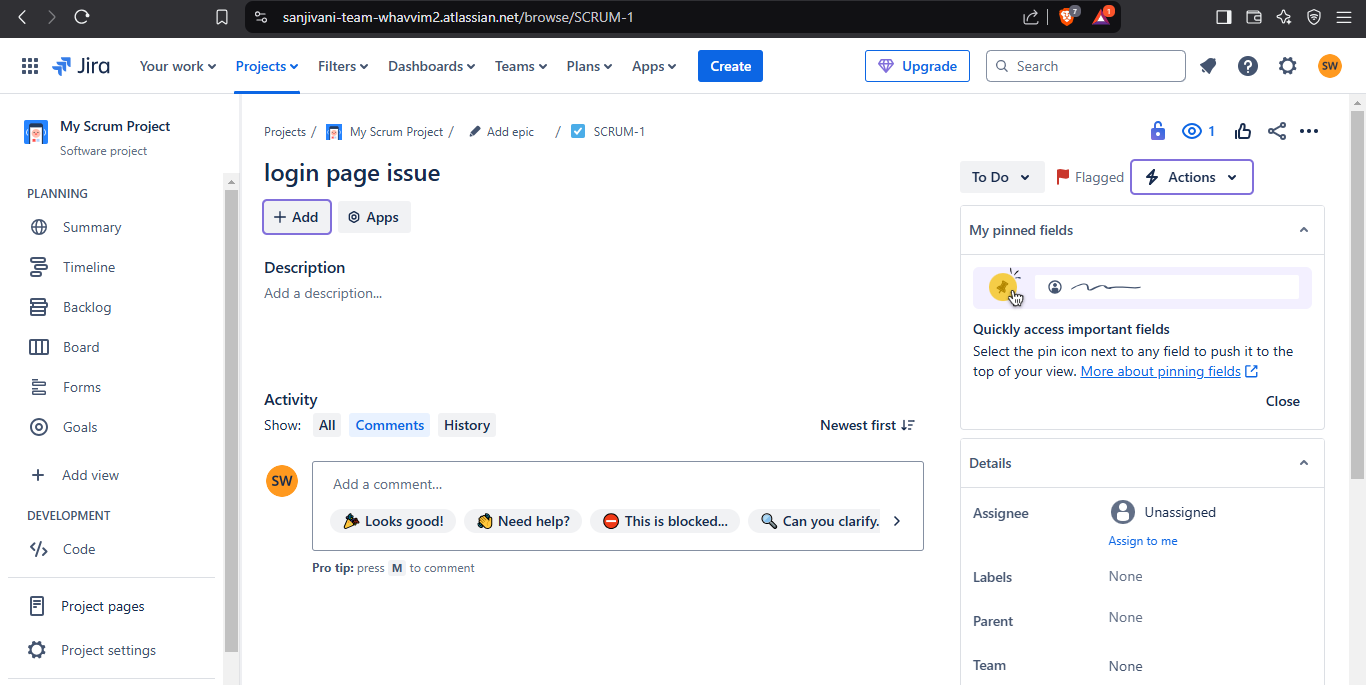 sanjivani-team-whavvim2.atlassian.net/browse/SCRUM-1
7
1
Jira
Your work
Projects
Filters
Dashboards
Teams
Plans
Apps
Create
Upgrade
Search
SW
My Scrum Project
Software project
PLANNING
Summary
Timeline
Backlog
Board
Forms
Goals
Add view
DEVELOPMENT
Code
Project pages
Project settings
Projects / My Scrum Project / Add epic / SCRUM-1
1
login page issue
+ Add
Apps
To Do
Flagged
Actions
Description
Add a description...
Activity
Show: All Comments History
Newest first
SW
Add a comment...
Looks good!
Need help?
This is blocked...
Can you clarify.
Pro tip: press M to comment
My pinned fields
Quickly access important fields
Select the pin icon next to any field to push it to the
top of your view. More about pinning fields
Close
Details
Assignee
Unassigned
Assign to me
Labels
None
Parent
None
Team
None